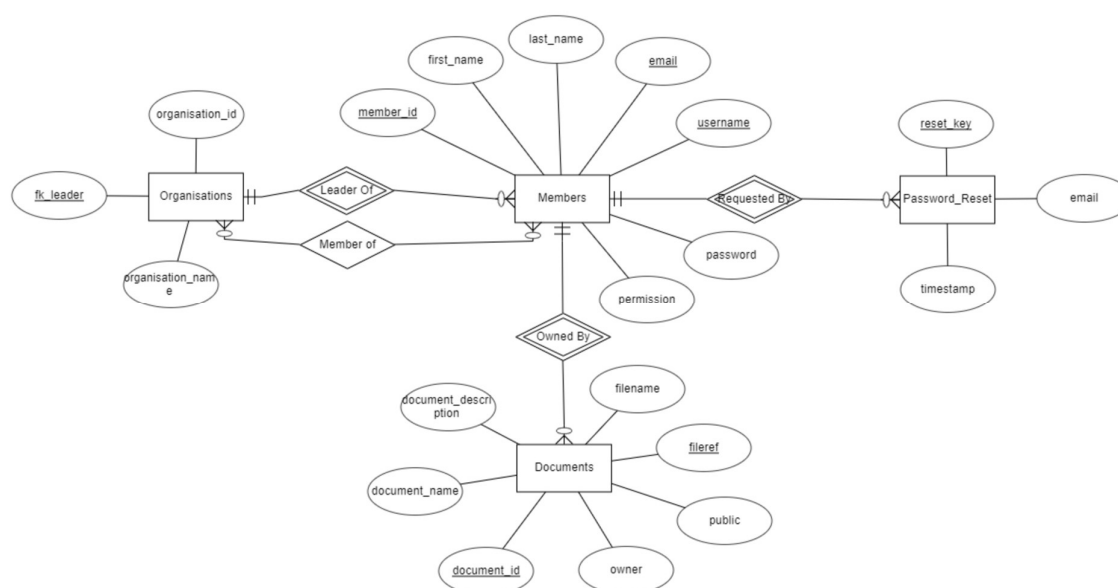 last_name
first_name
email
member_id
username
organisation_id
reset_key
fk_leader
Organisations
Leader Of
Members
Requested By
Password_Reset
email
Member of
password
organisation_nam
e
permission
timestamp
Owned By
document_descri
ption
filename
fileref
Documents
document_name
public
document_id
owner